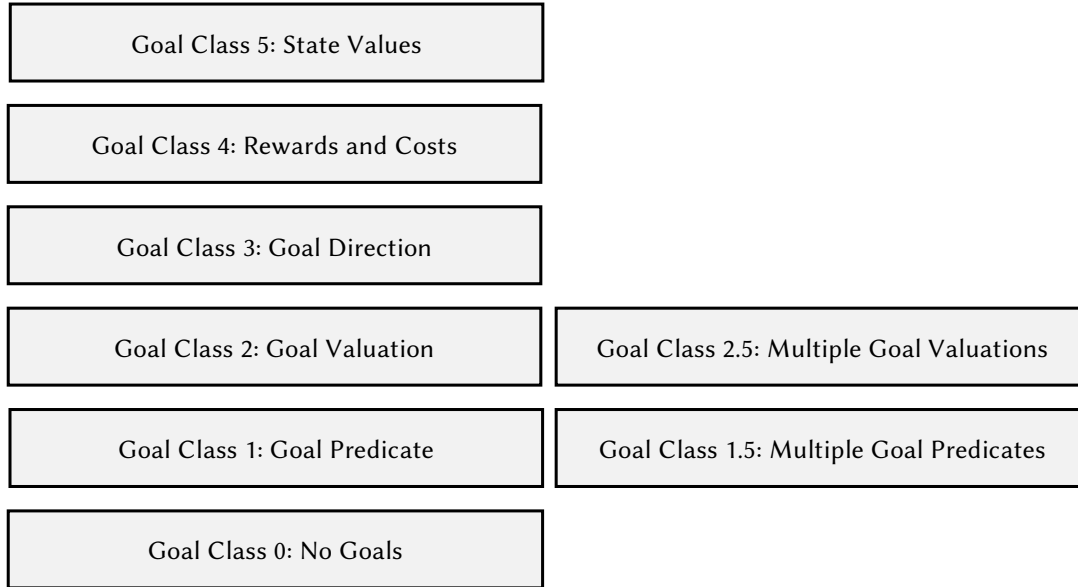 Goal Class 5: State Values
Goal Class 4: Rewards and Costs
Goal Class 3: Goal Direction
Goal Class 2: Goal Valuation
Goal Class 2.5: Multiple Goal Valuations
Goal Class 1: Goal Predicate
Goal Class 1.5: Multiple Goal Predicates
Goal Class 0: No Goals